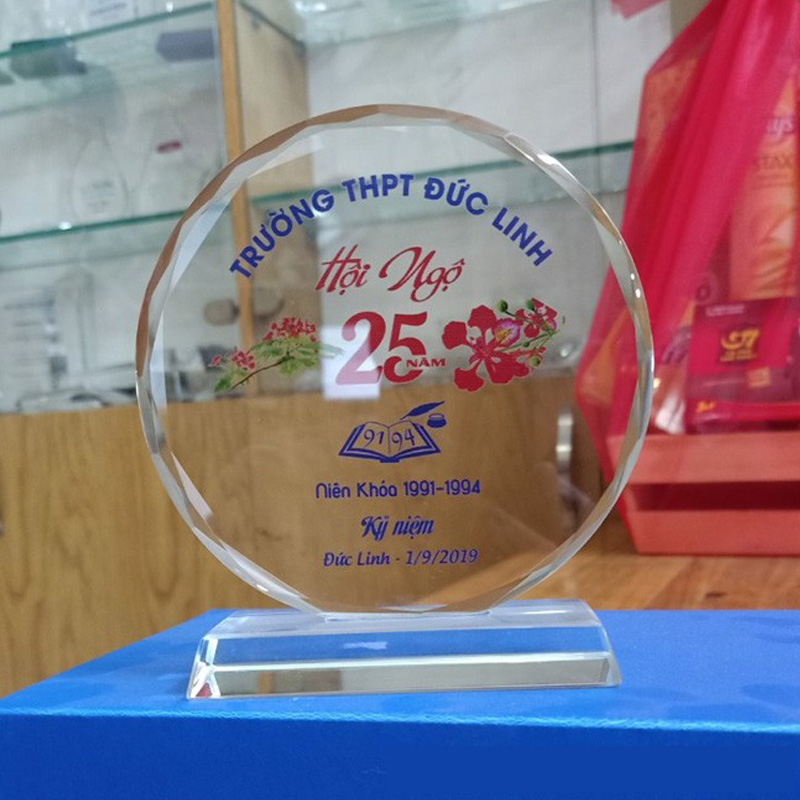 TRƯỜNG THPT ĐỨC LINH
Hội Ngộ
25 NĂM
91 94
Niên Khóa 1991-1994
Kỷ niệm
Đức Linh - 1/9/2019
STAX